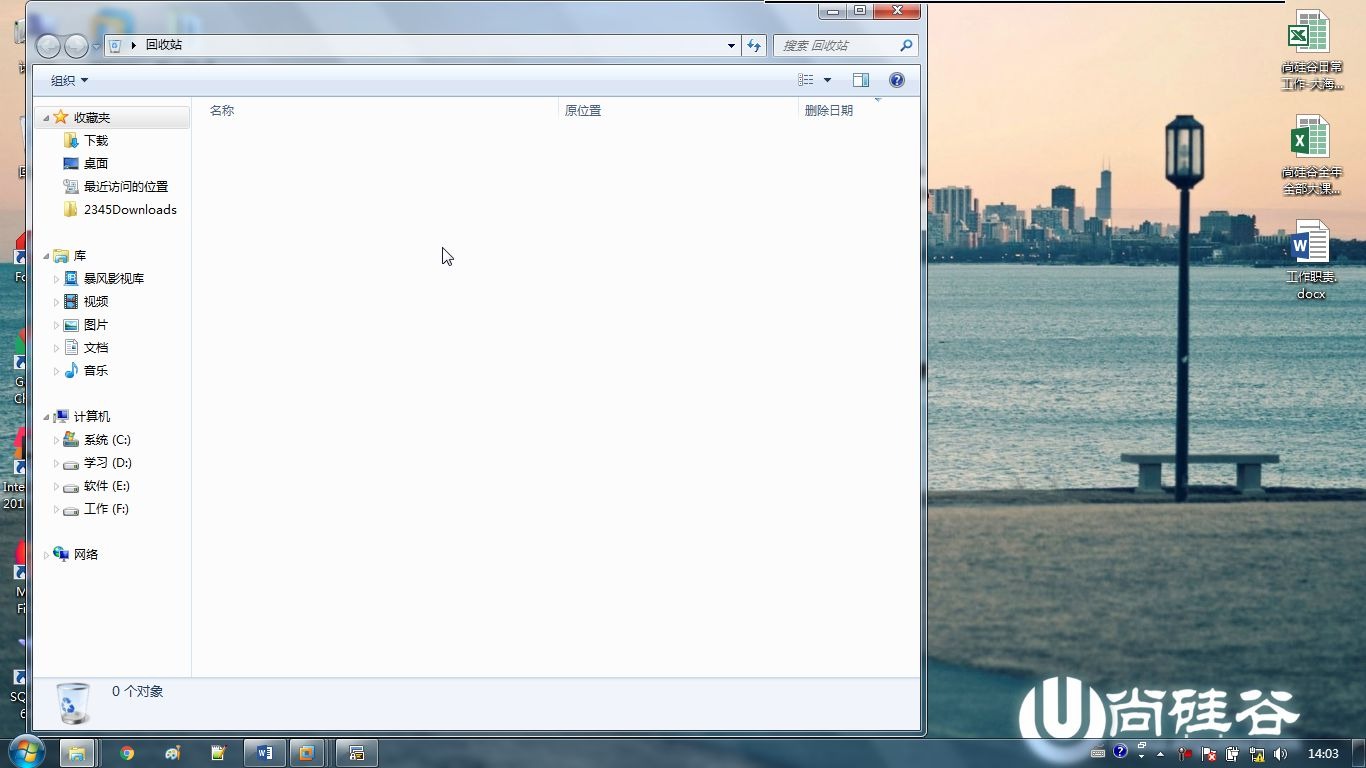 回收站
搜索 回收站
组织
名称
原位置
删除日期
收藏夹
下载
桌面
最近访问的位置
2345Downloads
库
暴风影视库
视频
图片
文档
音乐
计算机
系统 (C:)
学习 (D:)
软件 (E:)
工作 (F:)
网络
0 个对象
尚硅谷日常
工作-大海...
尚硅谷全年
全部大课...
工作职责.
docx
Inte
201
SQ
6
尚硅谷
14:03